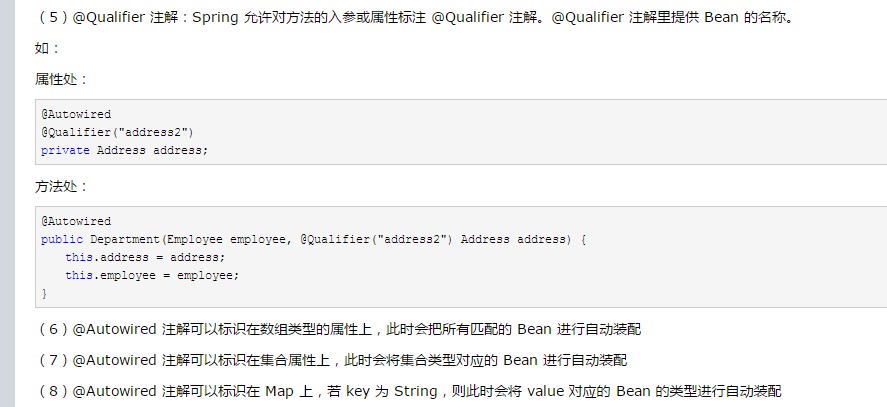 （5）@Qualifier 注解：Spring 允许对方法的入参或属性标注 @Qualifier 注解。@Qualifier 注解里提供 Bean 的名称。
如：
属性处：
@Autowired
@Qualifier("address2")
private Address address;
方法处：
@Autowired
public Department(Employee employee, @Qualifier("address2") Address address) {
    this.address = address;
    this.employee = employee;
}
（6）@Autowired 注解可以标识在数组类型的属性上，此时会把所有匹配的 Bean 进行自动装配
（7）@Autowired 注解可以标识在集合属性上，此时会将集合类型对应的 Bean 进行自动装配
（8）@Autowired 注解可以标识在 Map 上，若 key 为 String，则此时会将 value 对应的 Bean 的类型进行自动装配